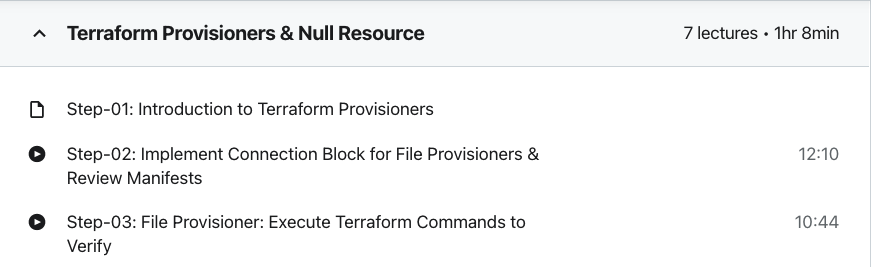 Terraform Provisioners & Null Resource
7 lectures • 1hr 8min
Step-01: Introduction to Terraform Provisioners
Step-02: Implement Connection Block for File Provisioners &
Review Manifests
12:10
Step-03: File Provisioner: Execute Terraform Commands to
Verify
10:44